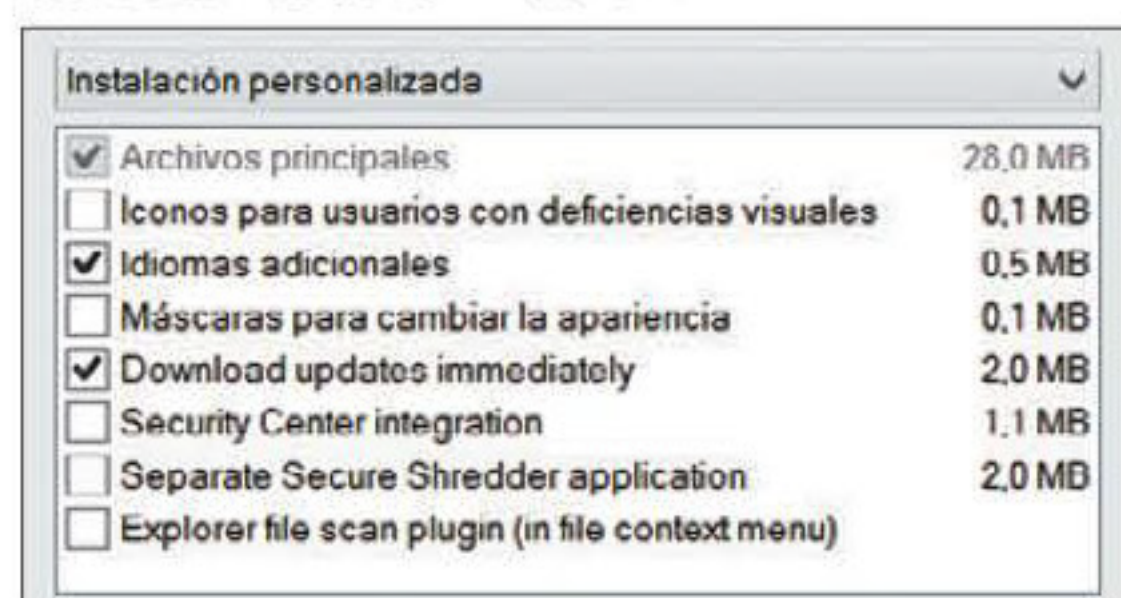 Instalación personalizada
Archivos principales 28,0 MB
Iconos para usuarios con deficiencias visuales 0,1 MB
Idiomas adicionales 0,5 MB
Máscaras para cambiar la apariencia 0,1 MB
Download updates immediately 2,0 MB
Security Center integration 1,1 MB
Separate Secure Shredder application 2,0 MB
Explorer file scan plugin (in file context menu)